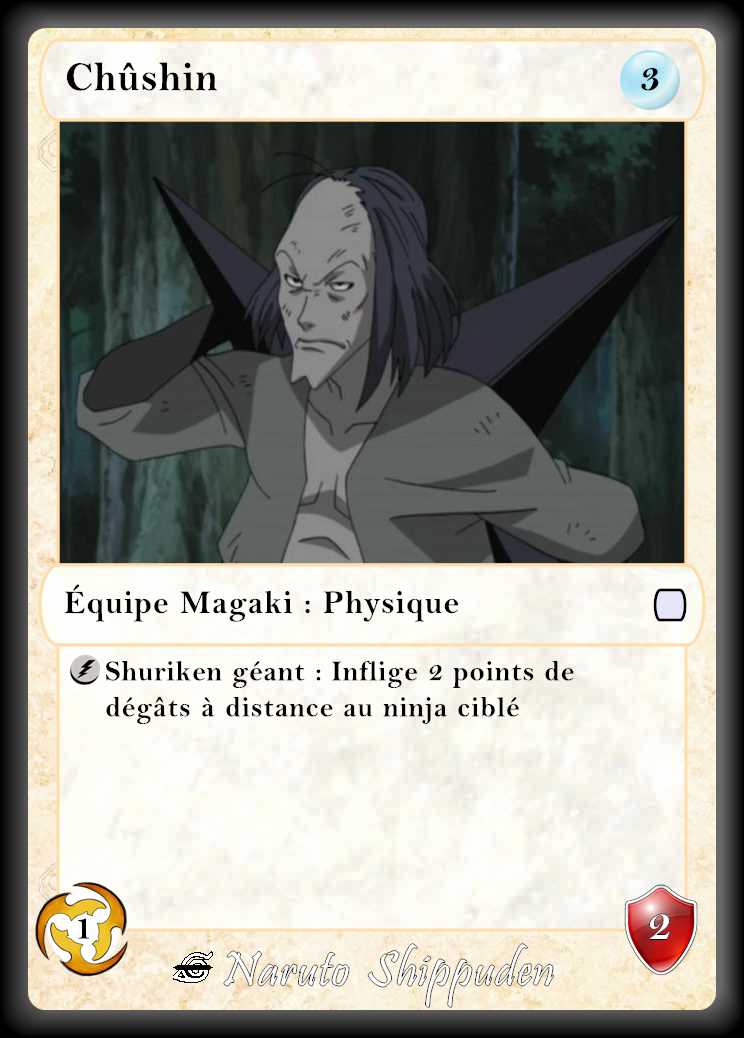 Chûshin
3
Équipe Magaki : Physique
Shuriken géant : Inflige 2 points de
dégâts à distance au ninja ciblé
1
2
Naruto Shippuden